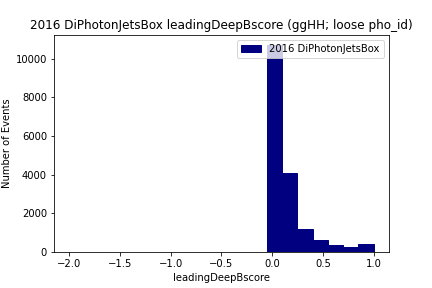 2016 DiPhotonJetsBox leadingDeepBscore (ggHH; loose pho_id)
2016 DiPhotonJetsBox
Number of Events
10000
8000
6000
4000
2000
0
−2.0 −1.5 −1.0 −0.5 0.0 0.5 1.0
leadingDeepBscore